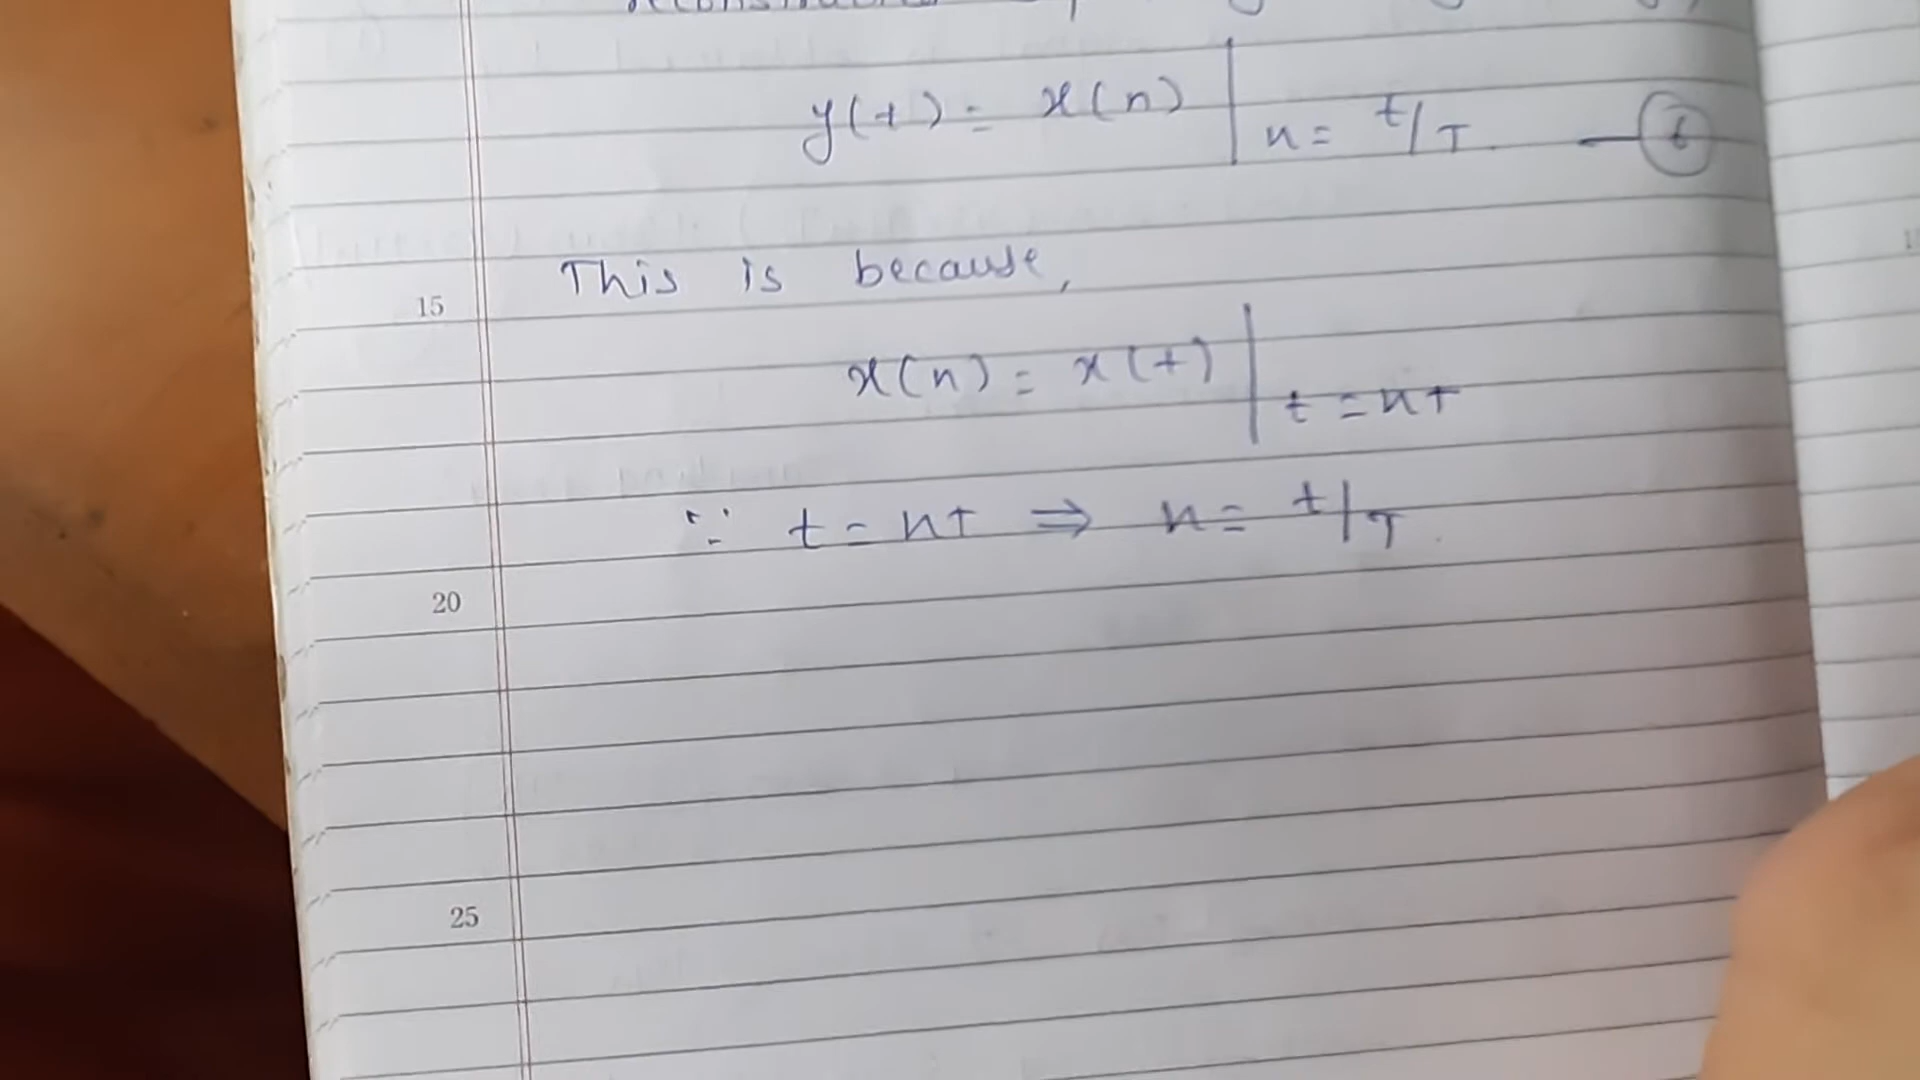 y(t) = x(n) | n = t/T. — 6
This is because,
15
x(n) = x(t) | t = nT
∵ t = nT ⇒ n = t/T.
20
25